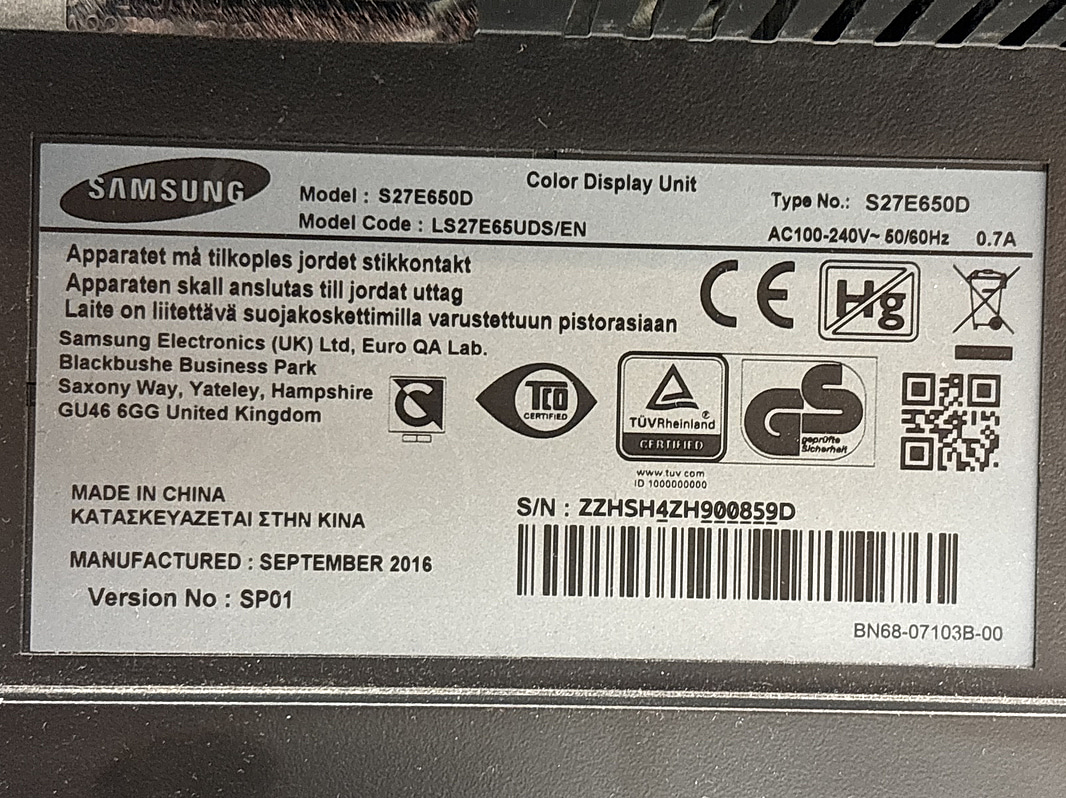 SAMSUNG
Model : S27E650D
Model Code : LS27E65UDS/EN
Color Display Unit
Type No.: S27E650D
AC100-240V~ 50/60Hz 0.7A
Apparatet må tilkoples jordet stikkontakt
Apparaten skall anslutas till jordat uttag
Laite on liitettävä suojakoskettimilla varustettuun pistorasiaan
Samsung Electronics (UK) Ltd, Euro QA Lab.
Blackbushe Business Park
Saxony Way, Yateley, Hampshire
GU46 6GG United Kingdom
CE
Hg
TCO
CERTIFIED
TÜVRheinland ®
CERTIFIED
www.tuv.com
ID 1000000000
GS
geprüfte
Sicherheit
MADE IN CHINA
ΚΑΤΑΣΚΕΥΑΖΕΤΑΙ ΣΤΗΝ ΚΙΝΑ
MANUFACTURED : SEPTEMBER 2016
Version No : SP01
S/N : ZZHSH4ZH900859D
BN68-07103B-00